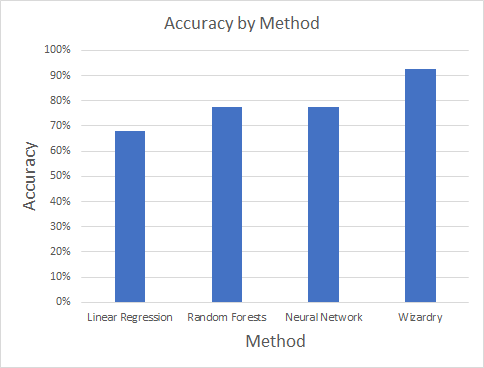 Accuracy by Method
100%
90%
80%
70%
60%
50%
40%
30%
20%
10%
0%
Accuracy
Linear Regression
Random Forests
Neural Network
Wizardry
Method